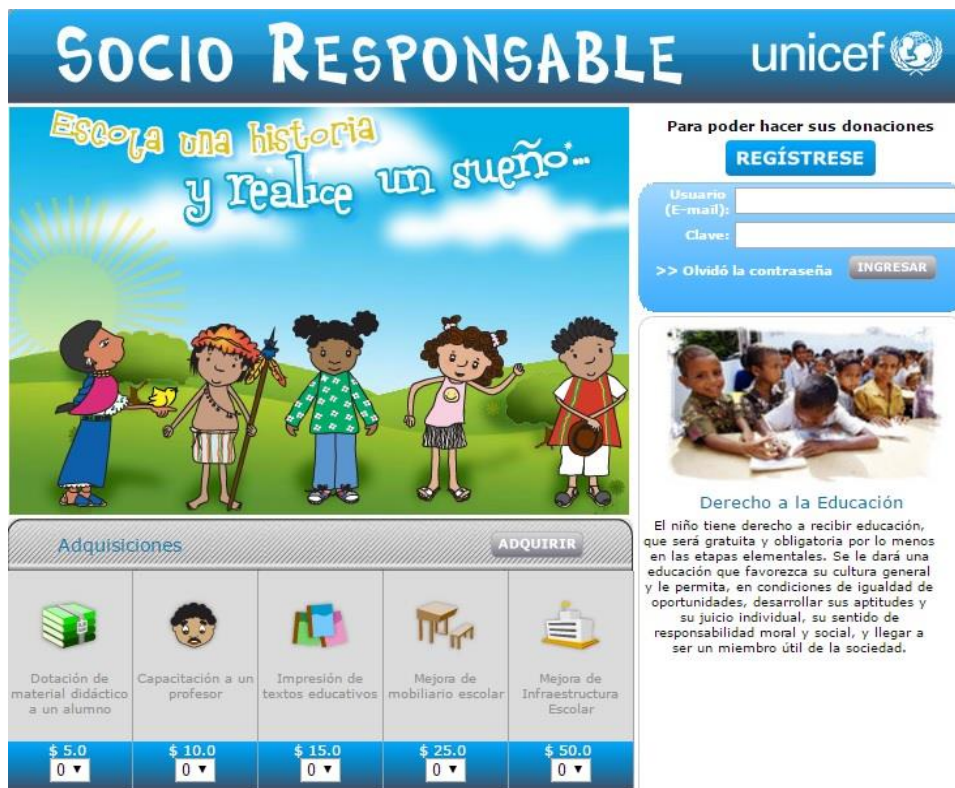 SOCIO RESPONSABLE
unicef
Escoja una historia
y realice un sueño...
Para poder hacer sus donaciones
REGÍSTRESE
Usuario
(E-mail):
Clave:
>> Olvidó la contraseña
INGRESAR
Derecho a la Educación
El niño tiene derecho a recibir educación,
que será gratuita y obligatoria por lo menos
en las etapas elementales. Se le dará una
educación que favorezca su cultura general
y le permita, en condiciones de igualdad de
oportunidades, desarrollar sus aptitudes y
su juicio individual, su sentido de
responsabilidad moral y social, y llegar a
ser un miembro útil de la sociedad.
Adquisiciones
ADQUIRIR
Dotación de
material didáctico
a un alumno
Capacitación a un
profesor
Impresión de
textos educativos
Mejora de
mobiliario escolar
Mejora de
Infraestructura
Escolar
$ 5.0
0
$ 10.0
0
$ 15.0
0
$ 25.0
0
$ 50.0
0